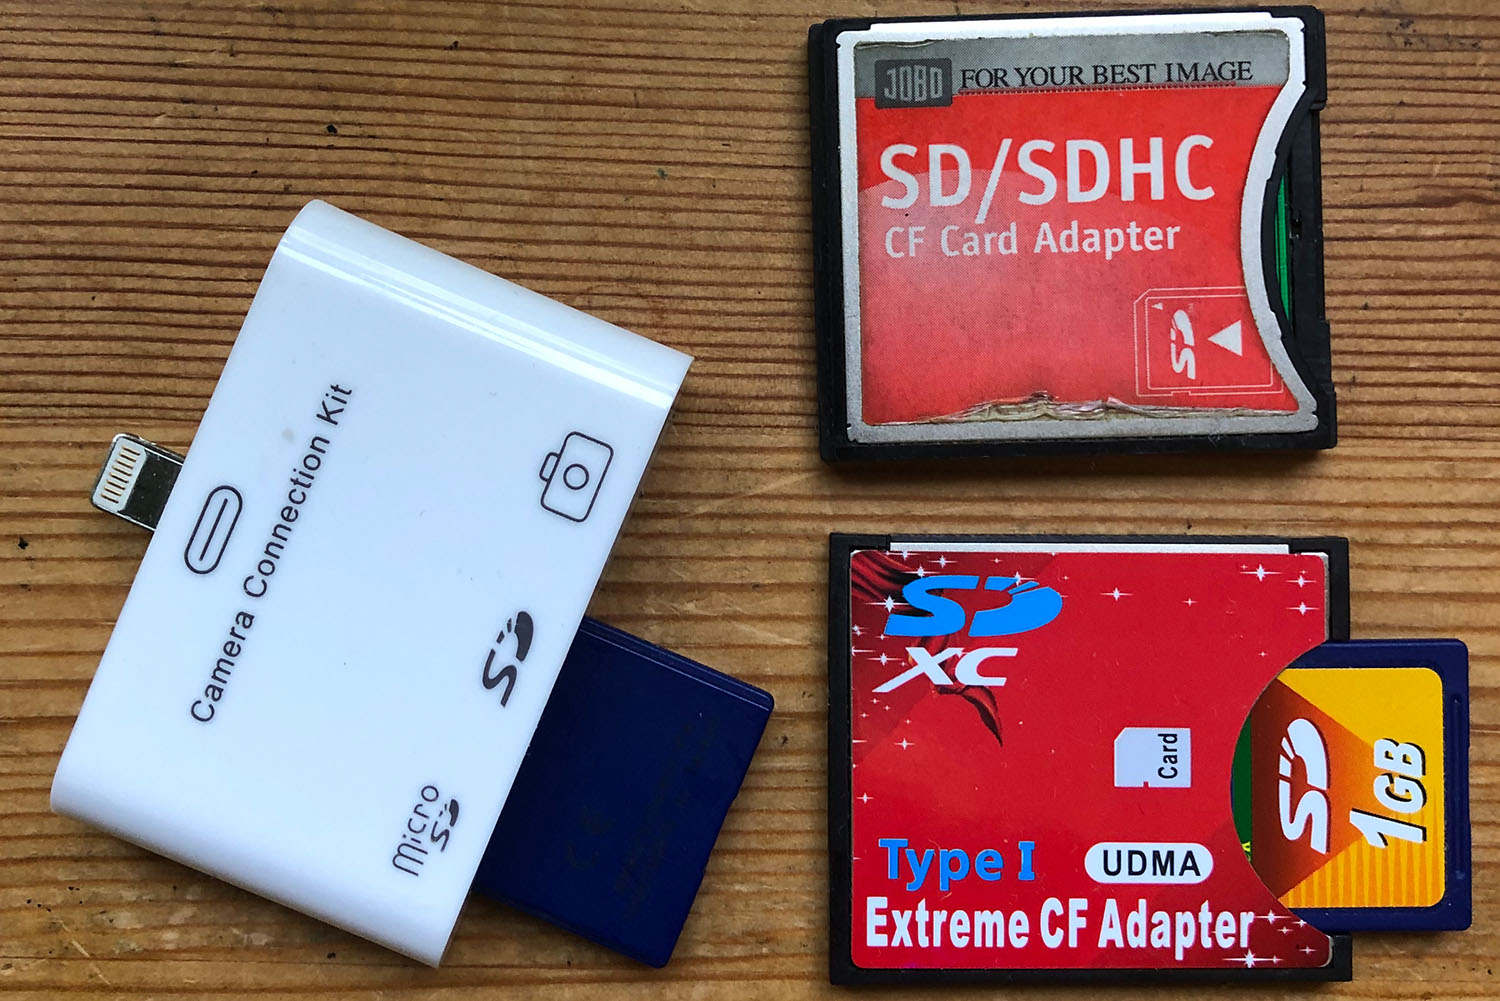 Camera Connection Kit
SD
micro
SD
JOBO FOR YOUR BEST IMAGE
SD/SDHC
CF Card Adapter
SD
SD
XC
Card
Type I UDMA
Extreme CF Adapter
SD
1GB